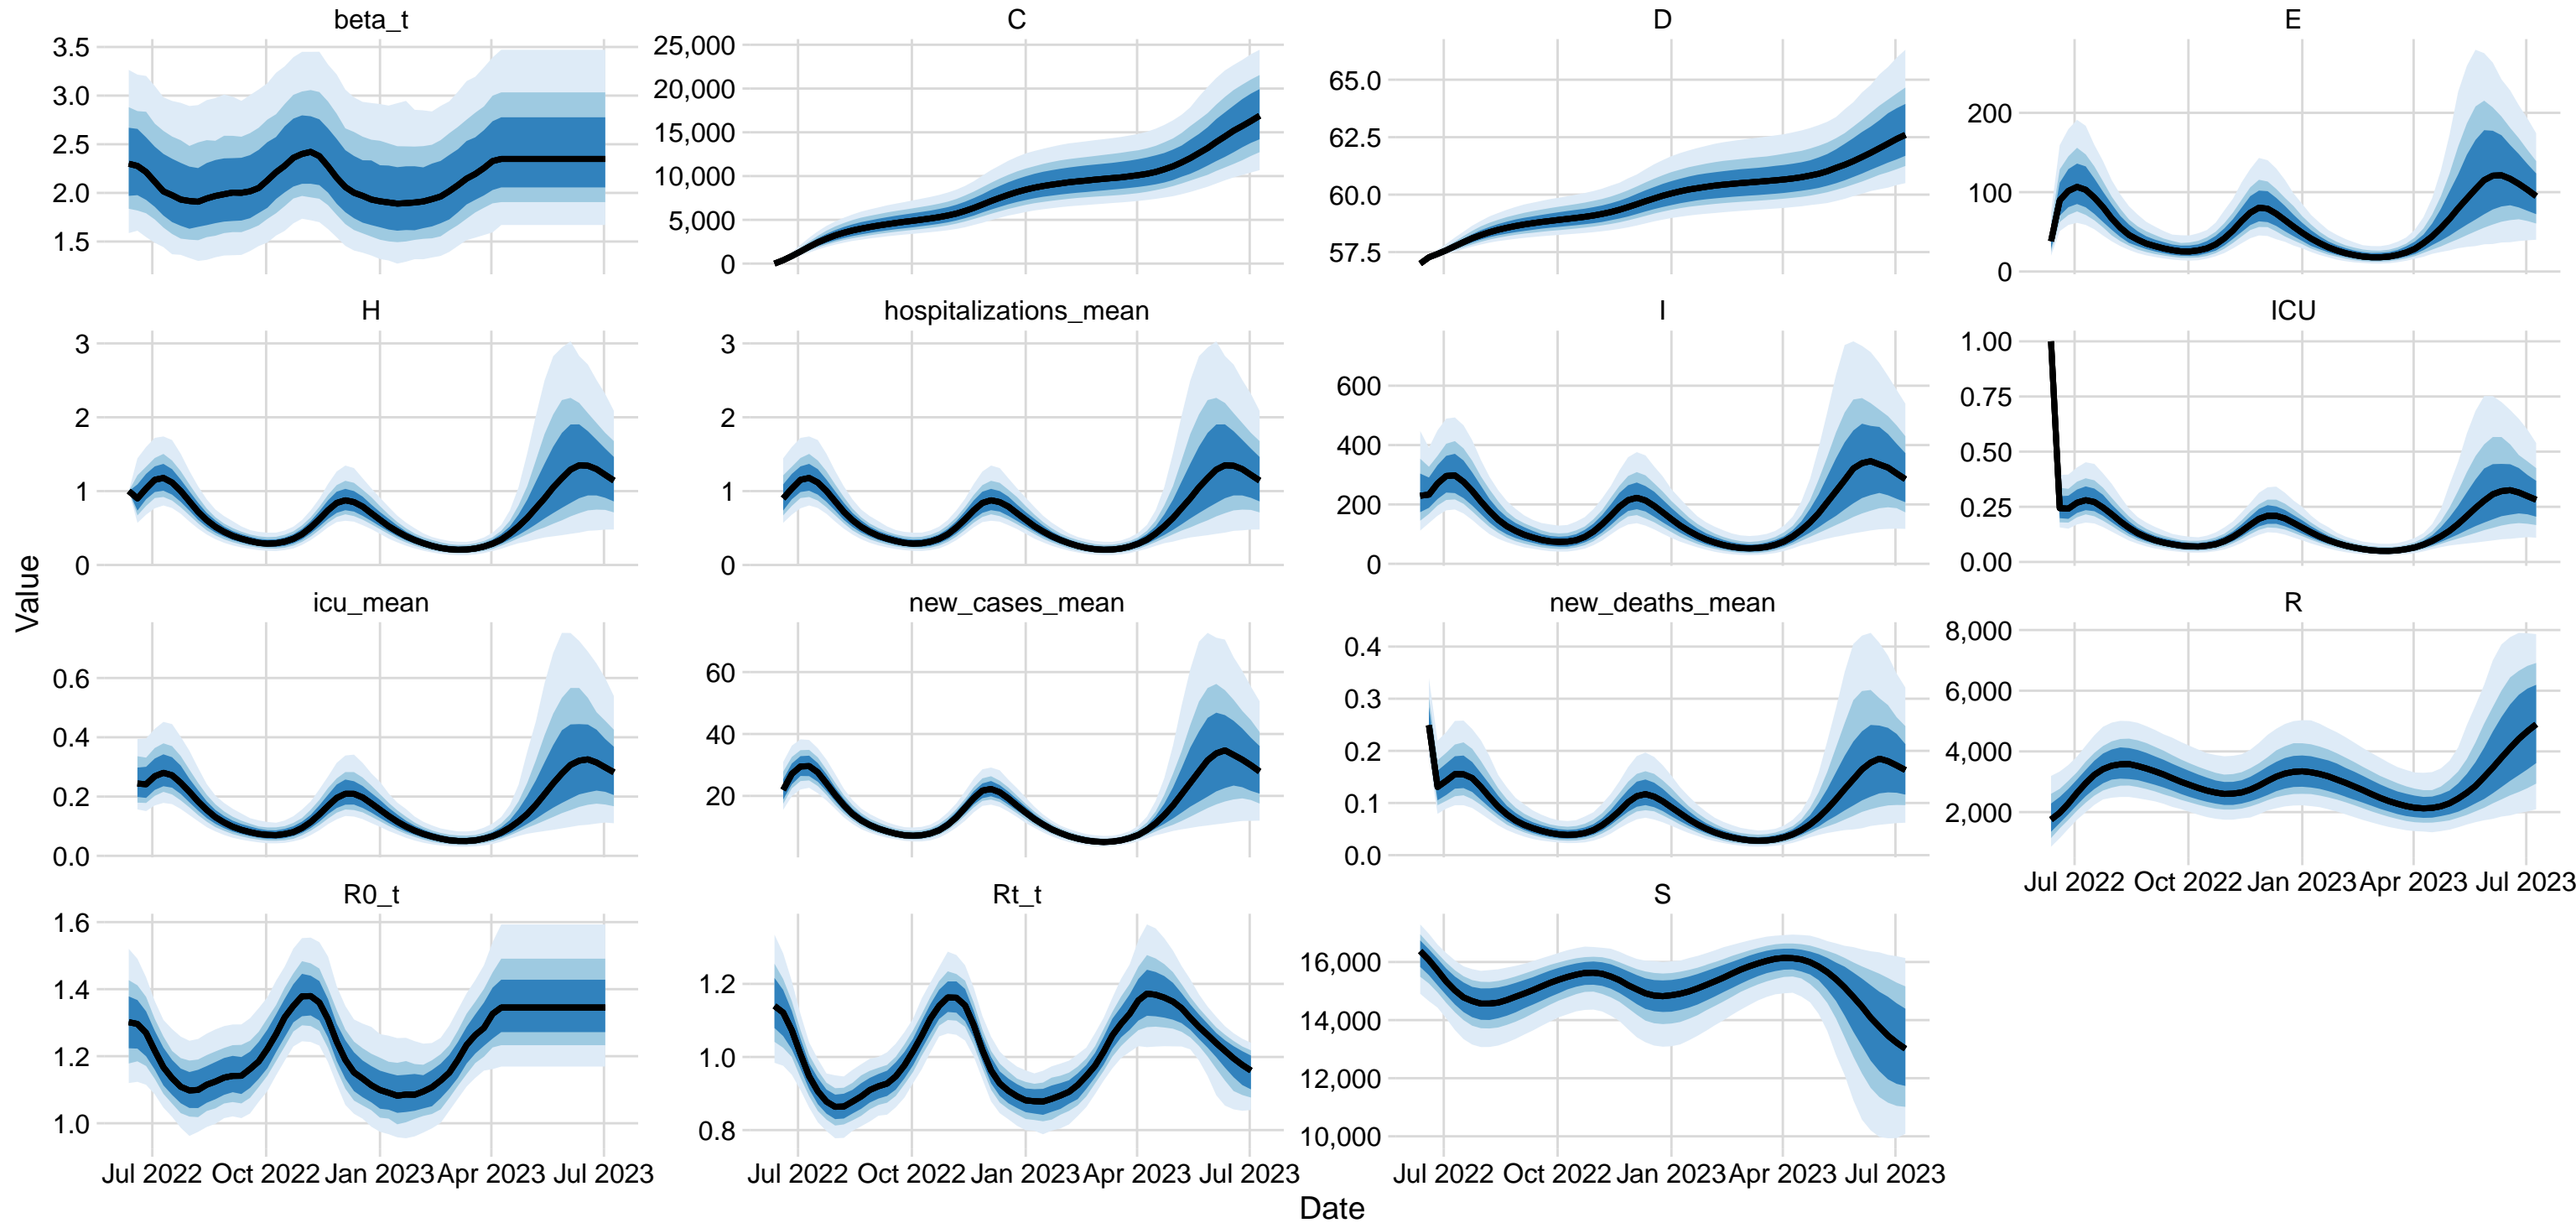 beta_t
C
D
E
3.5
3.0
2.5
2.0
1.5
25,000
20,000
15,000
10,000
5,000
0
65.0
62.5
60.0
57.5
200
100
0
H
hospitalizations_mean
I
ICU
3
2
1
0
3
2
1
0
600
400
200
0
1.00
0.75
0.50
0.25
0.00
Value
icu_mean
new_cases_mean
new_deaths_mean
R
0.6
0.4
0.2
0.0
60
40
20
0.4
0.3
0.2
0.1
0.0
8,000
6,000
4,000
2,000
Jul 2022 Oct 2022 Jan 2023 Apr 2023 Jul 2023
R0_t
Rt_t
S
1.6
1.4
1.2
1.0
1.2
1.0
0.8
16,000
14,000
12,000
10,000
Jul 2022 Oct 2022 Jan 2023 Apr 2023 Jul 2023
Jul 2022 Oct 2022 Jan 2023 Apr 2023 Jul 2023
Jul 2022 Oct 2022 Jan 2023 Apr 2023 Jul 2023
Date